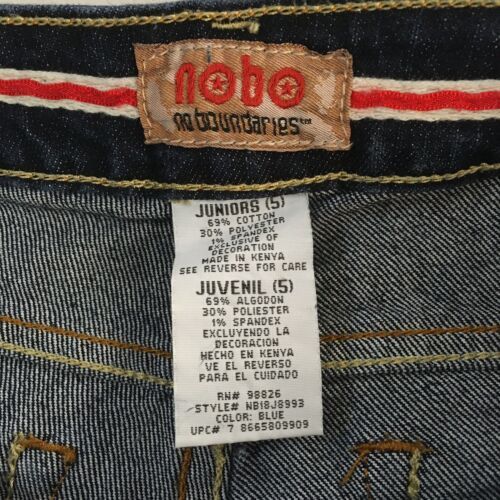 nobo
no boundaries™
JUNIORS (5)
69% COTTON
30% POLYESTER
1% SPANDEX
EXCLUSIVE OF
DECORATION
MADE IN KENYA
SEE REVERSE FOR CARE
JUVENIL (5)
69% ALGODON
30% POLIESTER
1% SPANDEX
EXCLUYENDO LA
DECORACION
HECHO EN KENYA
VE EL REVERSO
PARA EL CUIDADO
RN# 98826
STYLE# NB18J8993
COLOR: BLUE
UPC# 7 8665809909